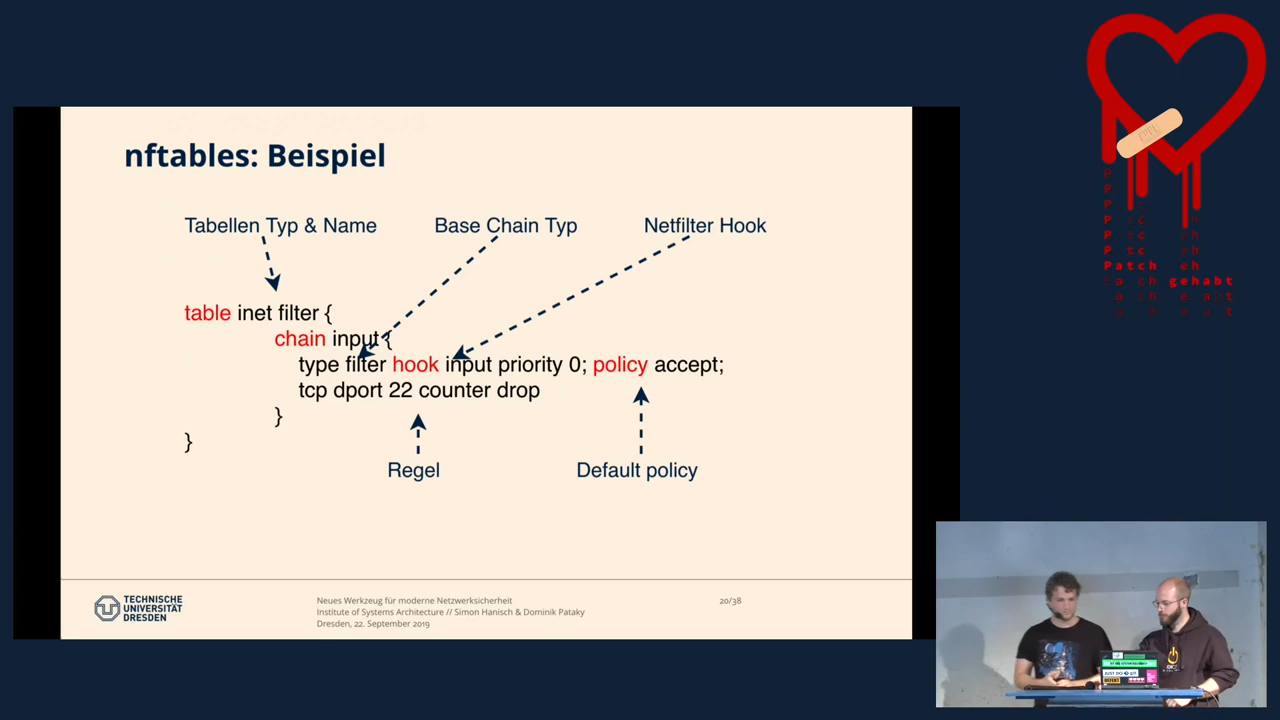 nftables: Beispiel
Tabellen Typ & Name
Base Chain Typ
Netfilter Hook
table inet filter {
chain input {
type filter hook input priority 0; policy accept;
tcp dport 22 counter drop
}
}
Regel
Default policy
TECHNISCHE
UNIVERSITÄT
DRESDEN
Neues Werkzeug für moderne Netzwerksicherheit
Institute of Systems Architecture // Simon Hanisch & Dominik Pataky
Dresden, 22. September 2019
20/38
Patch
gehabt